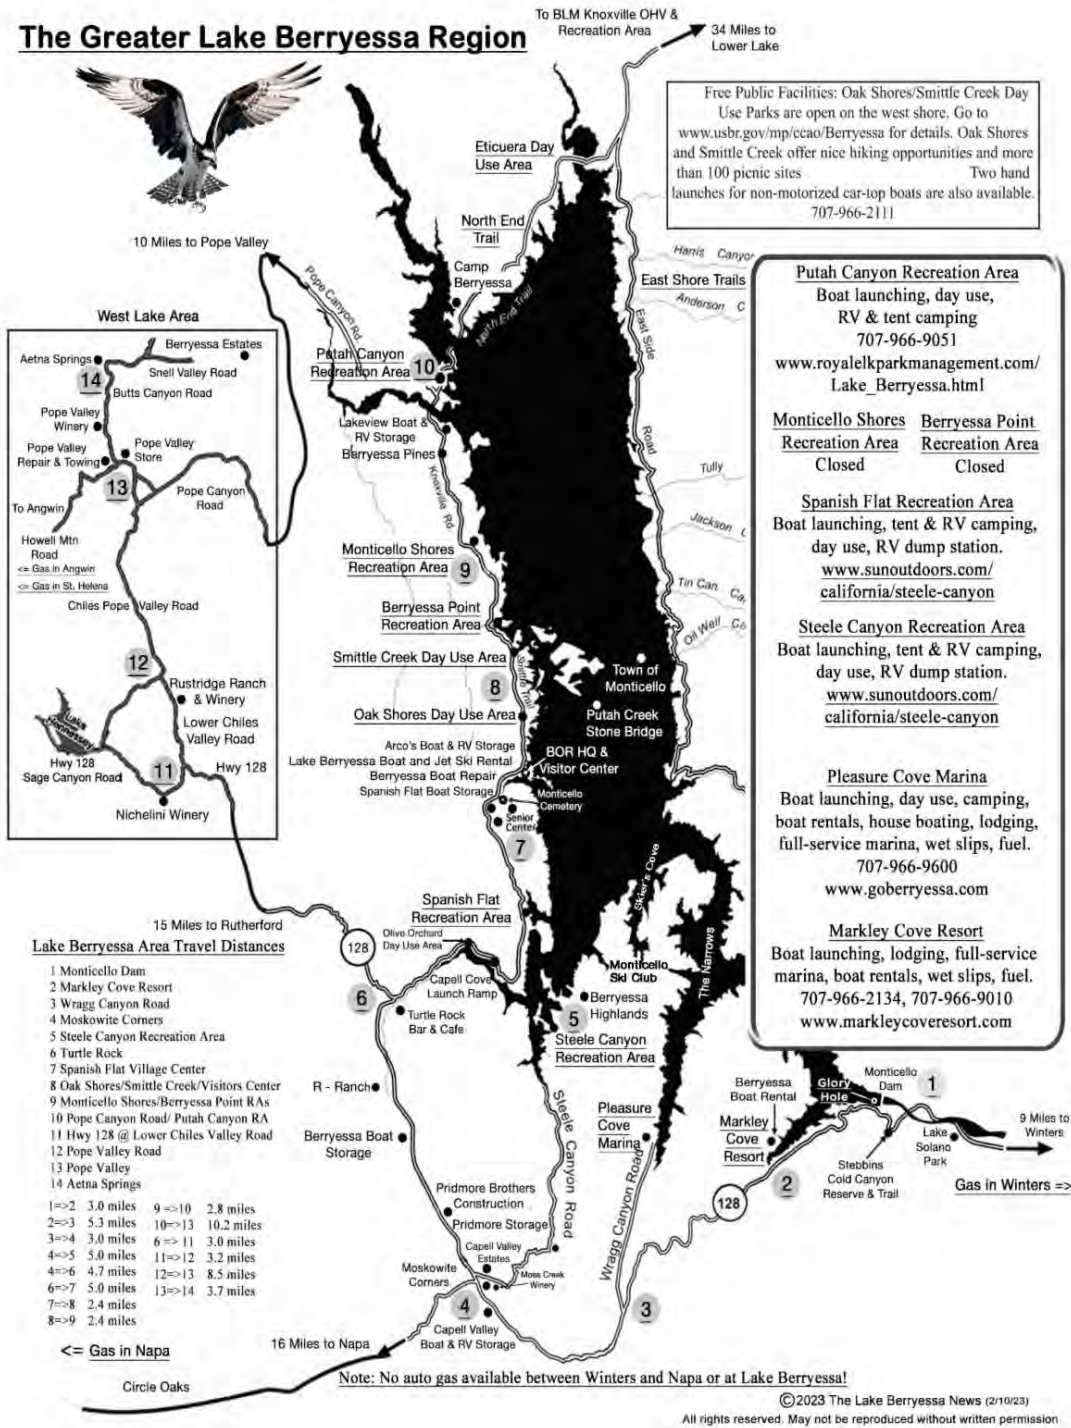 The Greater Lake Berryessa Region
To BLM Knoxville OHV &
Recreation Area
34 Miles to
Lower Lake
Free Public Facilities: Oak Shores/Smittle Creek Day
Use Parks are open on the west shore. Go to
www.usbr.gov/mp/ccao/Berryessa for details. Oak Shores
and Smittle Creek offer nice hiking opportunities and more
than 100 picnic sites Two hand
launches for non-motorized car-top boats are also available.
707-966-2111
Eticuera Day
Use Area
North End
Trail
Camp
Berryessa
North End Trail
10 Miles to Pope Valley
Pope Canyon Rd.
Putah Canyon
Recreation Area
10
Harris Canyon
East Shore Trails
Anderson C
East Side
Road
Tully
Jackson C
Tin Can Ca
Oil Well Ca
Putah Canyon Recreation Area
Boat launching, day use,
RV & tent camping
707-966-9051
www.royalelkparkmanagement.com/
Lake_Berryessa.html
Monticello Shores
Recreation Area
Closed
Berryessa Point
Recreation Area
Closed
Spanish Flat Recreation Area
Boat launching, tent & RV camping,
day use, RV dump station.
www.sunoutdoors.com/
california/steele-canyon
Steele Canyon Recreation Area
Boat launching, tent & RV camping,
day use, RV dump station.
www.sunoutdoors.com/
california/steele-canyon
Pleasure Cove Marina
Boat launching, day use, camping,
boat rentals, house boating, lodging,
full-service marina, wet slips, fuel.
707-966-9600
www.goberryessa.com
Markley Cove Resort
Boat launching, lodging, full-service
marina, boat rentals, wet slips, fuel.
707-966-2134, 707-966-9010
www.markleycoveresort.com
West Lake Area
Aetna Springs
14
Berryessa Estates
Snell Valley Road
Butts Canyon Road
Pope Valley
Winery
Pope Valley
Repair & Towing
Pope Valley
Store
13
To Angwin
Pope Canyon
Road
Howell Mtn
Road
<= Gas in Angwin
<= Gas in St. Helena
Chiles Pope Valley Road
12
Rustridge Ranch
& Winery
Lake
Hennessey
Lower Chiles
Valley Road
Hwy 128
Sage Canyon Road
11
Hwy 128
Nichelini Winery
Lakeview Boat &
RV Storage
Berryessa Pines
Knoxville Rd
Monticello Shores
Recreation Area
9
Berryessa Point
Recreation Area
Smittle Creek Day Use Area
Smittle Trail
8
Oak Shores Day Use Area
Town of
Monticello
Putah Creek
Stone Bridge
Arco's Boat & RV Storage
Lake Berryessa Boat and Jet Ski Rental
Berryessa Boat Repair
Spanish Flat Boat Storage
BOR HQ &
Visitor Center
Monticello
Cemetery
Senior
Center
7
Skier's Cove
The Narrows
Spanish Flat
Recreation Area
Olive Orchard
Day Use Area
15 Miles to Rutherford
128
6
Capell Cove
Launch Ramp
Turtle Rock
Bar & Cafe
Monticello
Ski Club
Berryessa
Highlands
5
Steele Canyon
Recreation Area
R - Ranch
Berryessa Boat
Storage
Steele Canyon Road
Pleasure
Cove
Marina
Wragg Canyon Road
Berryessa
Boat Rental
Glory
Hole
Monticello
Dam
1
Markley
Cove
Resort
2
Stebbins
Cold Canyon
Reserve & Trail
Lake
Solano
Park
9 Miles to
Winters
Gas in Winters =>
128
3
Pridmore Brothers
Construction
Pridmore Storage
Capell Valley
Estates
Moss Creek
Winery
Moskowite
Corners
4
Capell Valley
Boat & RV Storage
16 Miles to Napa
Circle Oaks
Lake Berryessa Area Travel Distances
1 Monticello Dam
2 Markley Cove Resort
3 Wragg Canyon Road
4 Moskowite Corners
5 Steele Canyon Recreation Area
6 Turtle Rock
7 Spanish Flat Village Center
8 Oak Shores/Smittle Creek/Visitors Center
9 Monticello Shores/Berryessa Point RAs
10 Pope Canyon Road/ Putah Canyon RA
11 Hwy 128 @ Lower Chiles Valley Road
12 Pope Valley Road
13 Pope Valley
14 Aetna Springs
1=>2 3.0 miles 9 =>10 2.8 miles
2=>3 5.3 miles 10=>13 10.2 miles
3=>4 3.0 miles 6 => 11 3.0 miles
4=>5 5.0 miles 11=>12 3.2 miles
4=>6 4.7 miles 12=>13 8.5 miles
6=>7 5.0 miles 13=>14 3.7 miles
7=>8 2.4 miles
8=>9 2.4 miles
<= Gas in Napa
Note: No auto gas available between Winters and Napa or at Lake Berryessa!
©2023 The Lake Berryessa News (2/10/23)
All rights reserved. May not be reproduced without written permission